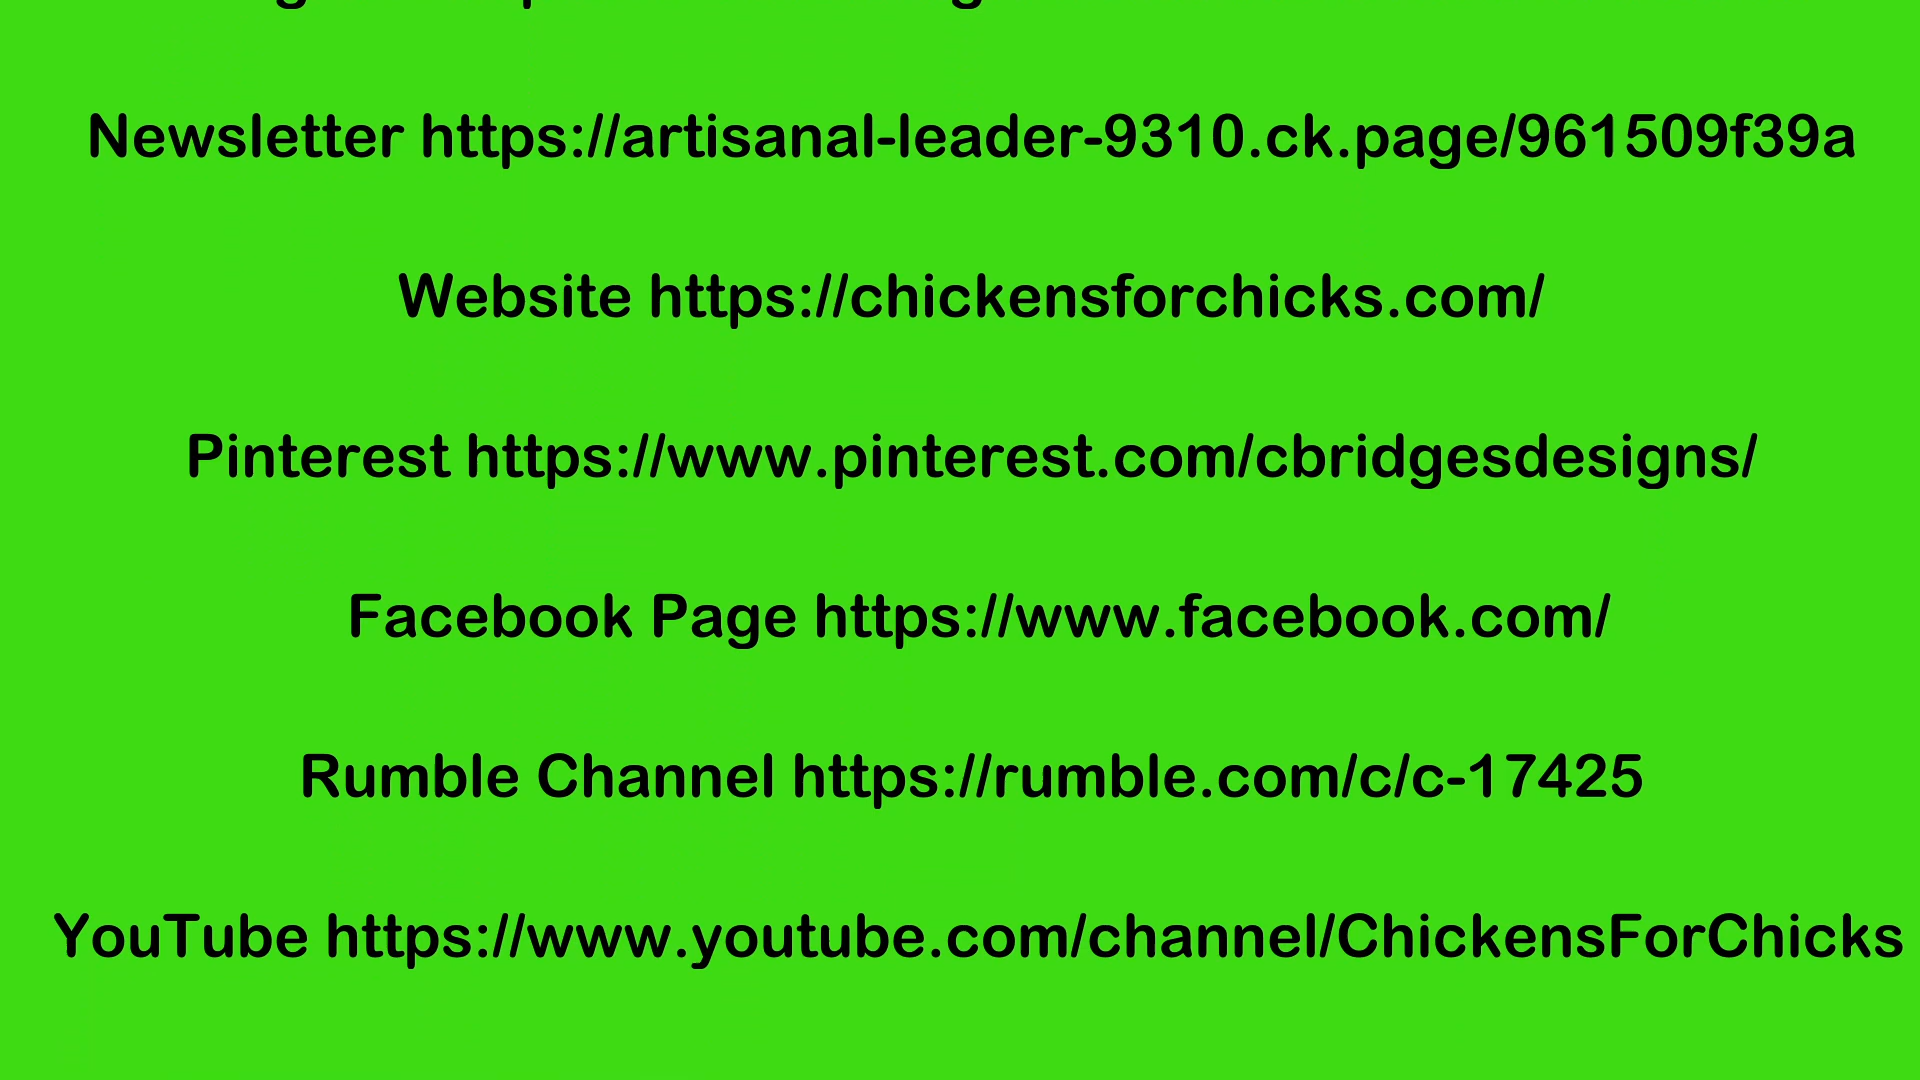 Newsletter https://artisanal-leader-9310.ck.page/961509f39a
Website https://chickensforchicks.com/
Pinterest https://www.pinterest.com/cbridgesdesigns/
Facebook Page https://www.facebook.com/
Rumble Channel https://rumble.com/c/c-17425
YouTube https://www.youtube.com/channel/ChickensForChicks